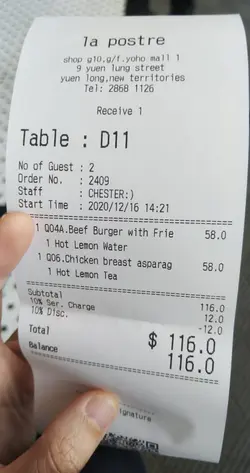 la postre
shop g10,g/f.yoho mall 1
9 yuen lung street
yuen long,new territories
Tel: 2868 1126
Receive 1
Table : D11
No of Guest : 2
Order No. : 2409
Staff : CHESTER:)
Start Time : 2020/12/16 14:21
1 Q04A.Beef Burger with Frie 58.0
1 Hot Lemon Water
1 Q06.Chicken breast asparag 58.0
1 Hot Lemon Tea
Subtotal 116.0
10% Ser. Charge 12.0
10% Disc. -12.0
Total $ 116.0
Balance 116.0